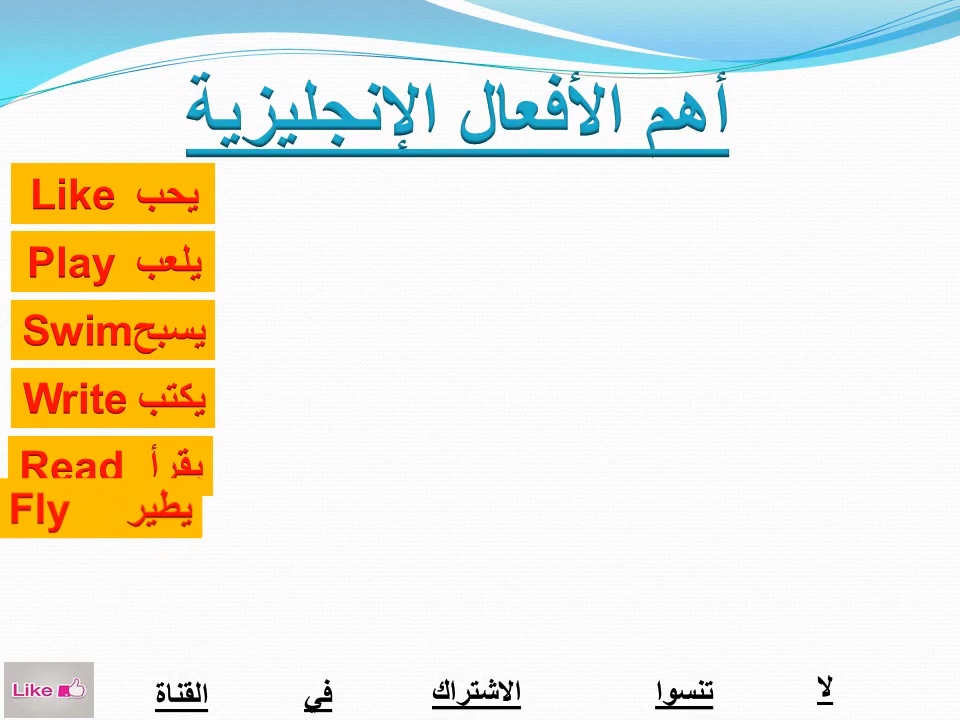 أهم الأفعال الإنجليزية
Like يحب
Play يلعب
Swim يسبح
Write يكتب
Read يقرأ
Fly يطير
لا تنسوا الاشتراك في القناة
Like